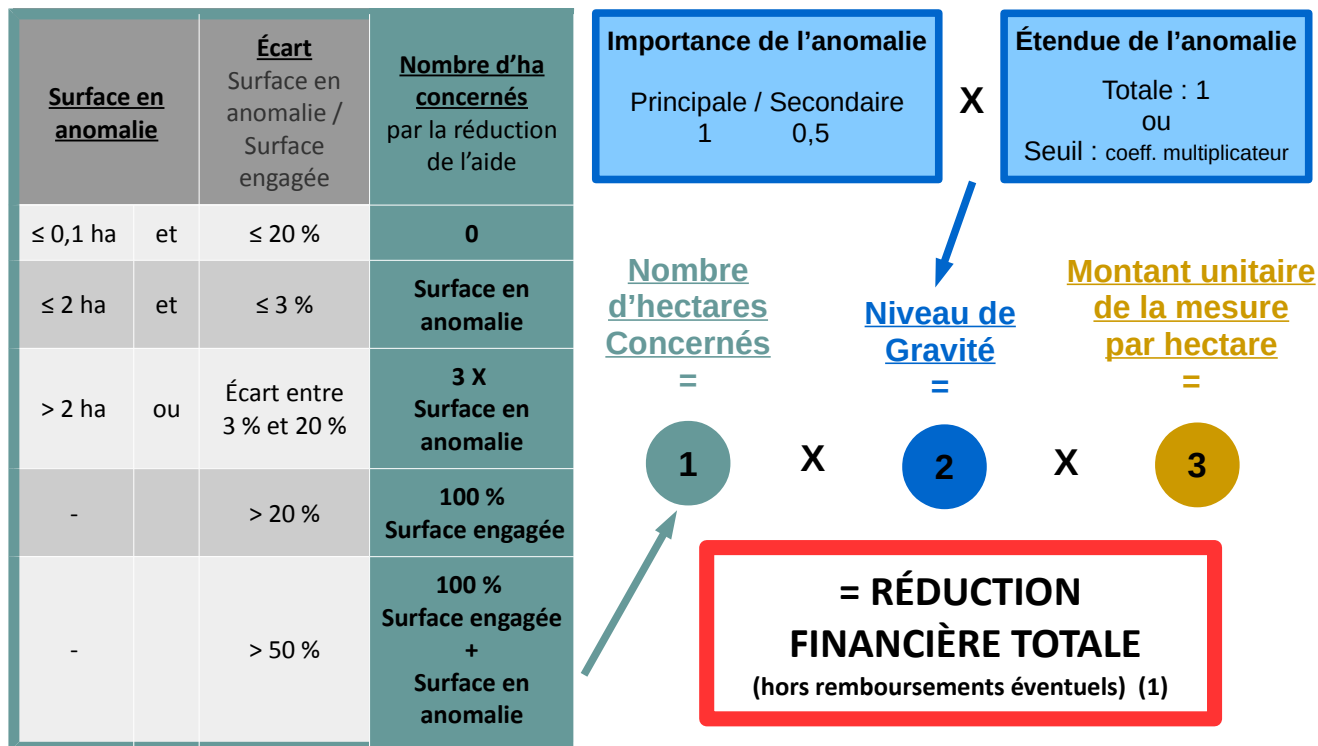 Surface en
anomalie
Écart
Surface en
anomalie /
Surface
engagée
Nombre d’ha
concernés
par la réduction
de l’aide
≤ 0,1 ha et ≤ 20 % 0
≤ 2 ha et ≤ 3 % Surface en
anomalie
> 2 ha ou Écart entre
3 % et 20 %
3 X
Surface en
anomalie
- > 20 % 100 %
Surface engagée
- > 50 % 100 %
Surface engagée
+
Surface en
anomalie
Importance de l’anomalie
Principale / Secondaire
1 0,5
X
Étendue de l’anomalie
Totale : 1
ou
Seuil : coeff. multiplicateur
Nombre
d’hectares
Concernés
=
1
X
Niveau de
Gravité
=
2
X
Montant unitaire
de la mesure
par hectare
=
3
= RÉDUCTION
FINANCIÈRE TOTALE
(hors remboursements éventuels) (1)